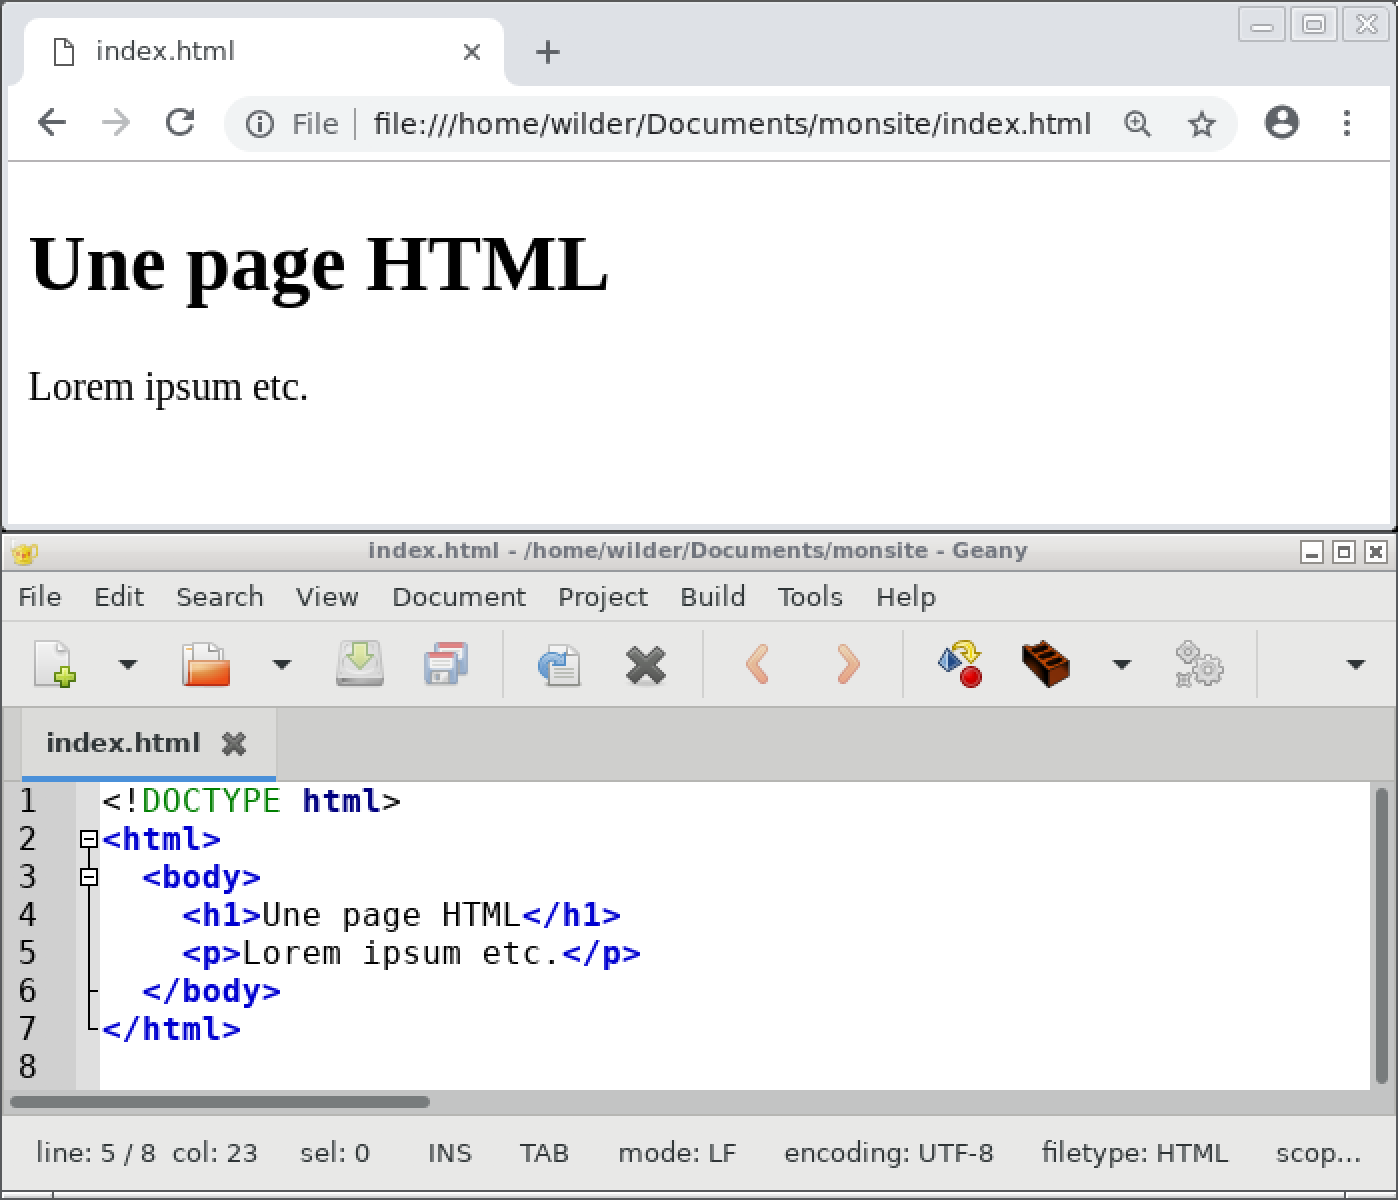 index.html
File file:///home/wilder/Documents/monsite/index.html
Une page HTML
Lorem ipsum etc.
index.html - /home/wilder/Documents/monsite - Geany
File Edit Search View Document Project Build Tools Help
index.html
1 <!DOCTYPE html>
2 <html>
3   <body>
4     <h1>Une page HTML</h1>
5     <p>Lorem ipsum etc.</p>
6   </body>
7 </html>
8
line: 5 / 8 col: 23 sel: 0 INS TAB mode: LF encoding: UTF-8 filetype: HTML scop...